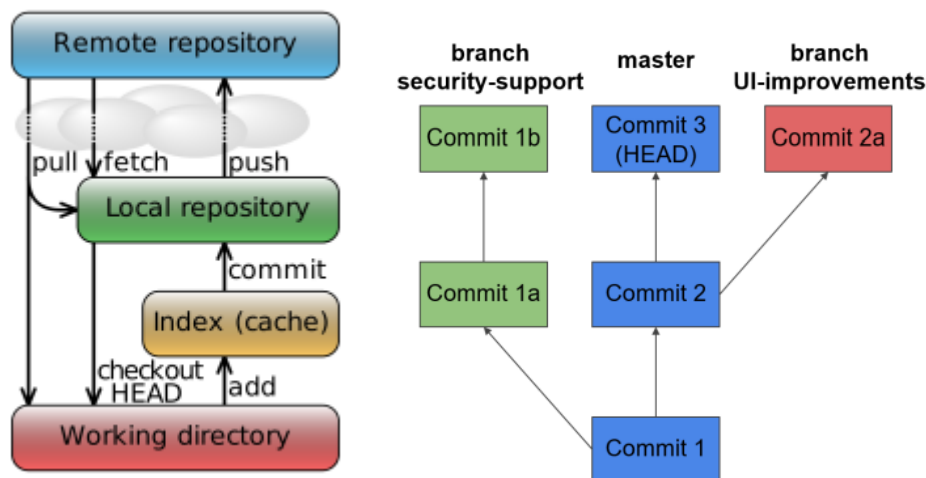 Remote repository
pull
fetch
push
Local repository
commit
Index (cache)
checkout
HEAD
add
Working directory
branch
security-support
master
branch
UI-improvements
Commit 1b
Commit 3
(HEAD)
Commit 2a
Commit 1a
Commit 2
Commit 1